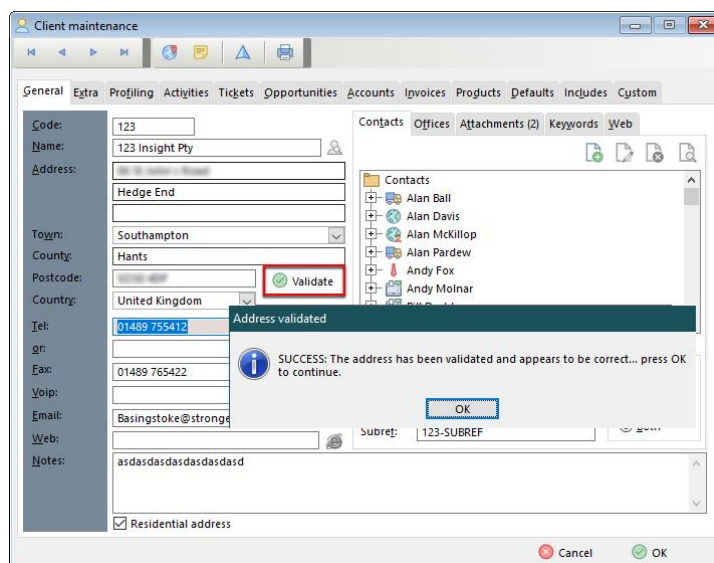 Client maintenance
General Extra Profiling Activities Tickets Opportunities Accounts Invoices Products Defaults Includes Custom
Code: 123
Name: 123 Insight Pty
Address:
Hedge End
Town: Southampton
County: Hants
Postcode: Validate
Country: United Kingdom
Tel: 01489 755412
or:
Fax: 01489 765422
Voip:
Email: Basingstoke@stronge
Web:
Notes: asdasdasdasdasdasdasd
Residential address
Contacts Offices Attachments (2) Keywords Web
Contacts
Alan Ball
Alan Davis
Alan McKillop
Alan Pardew
Andy Fox
Andy Molnar
Address validated
SUCCESS: The address has been validated and appears to be correct... press OK
to continue.
OK
Subref: 123-SUBREF
Cancel OK